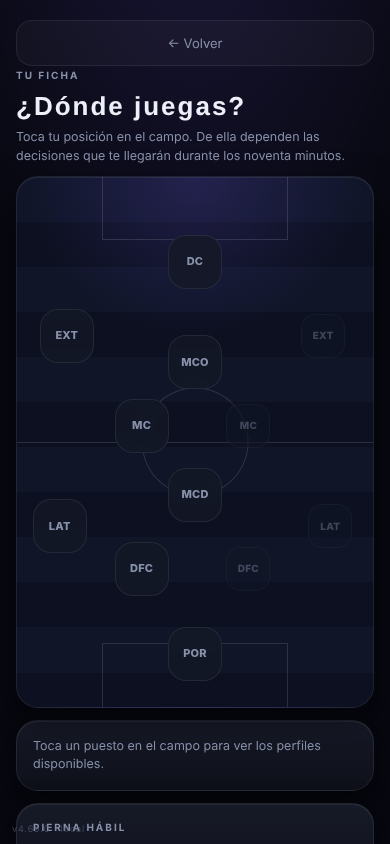 ← Volver
TU FICHA
¿Dónde juegas?
Toca tu posición en el campo. De ella dependen las
decisiones que te llegarán durante los noventa minutos.
DC
EXT
EXT
MCO
MC
MC
MCD
LAT
LAT
DFC
DFC
POR
Toca un puesto en el campo para ver los perfiles
disponibles.
PIERNA HÁBIL